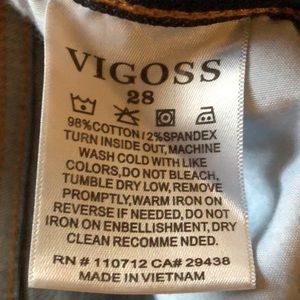 VIGOSS
28
98%COTTON/2%SPANDEX
TURN INSIDE OUT,MACHINE
WASH COLD WITH LIKE
COLORS,DO NOT BLEACH,
TUMBLE DRY LOW,REMOVE
PROMPTLY,WARM IRON ON
REVERSE IF NEEDED, DO NOT
IRON ON EMBELLISHMENT, DRY
CLEAN RECOMME NDED.
RN # 110712 CA# 29438
MADE IN VIETNAM